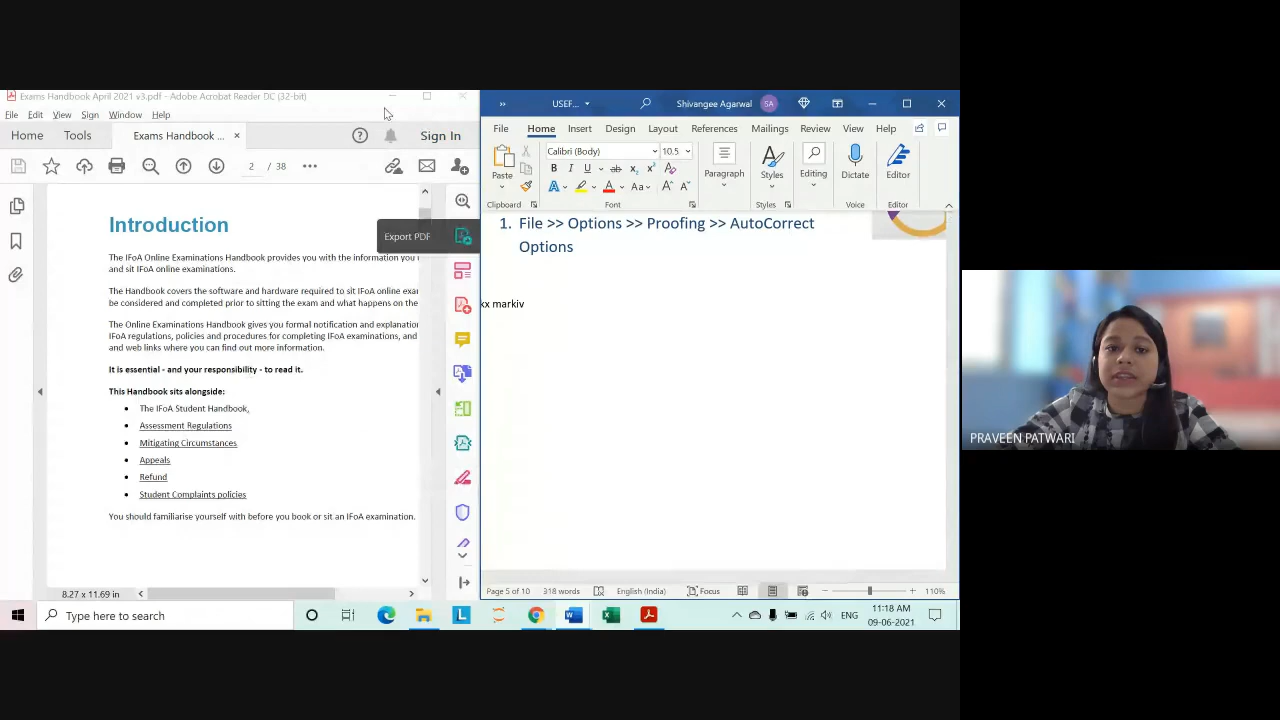 Exams Handbook April 2021 v3.pdf - Adobe Acrobat Reader DC (32-bit)
File Edit View Sign Window Help
Home Tools Exams Handbook ... × Sign In
2 / 38
Introduction
Export PDF
The IFoA Online Examinations Handbook provides you with the information you
and sit IFoA online examinations.
The Handbook covers the software and hardware required to sit IFoA online exa
be considered and completed prior to sitting the exam and what happens on the
The Online Examinations Handbook gives you formal notification and explanation
IFoA regulations, policies and procedures for completing IFoA examinations, and
and web links where you can find out more information.
It is essential - and your responsibility - to read it.
This Handbook sits alongside:
• The IFoA Student Handbook,
• Assessment Regulations
• Mitigating Circumstances
• Appeals
• Refund
• Student Complaints policies
You should familiarise yourself with before you book or sit an IFoA examination.
8.27 x 11.69 in
USEF... Shivangee Agarwal SA
File Home Insert Design Layout References Mailings Review View Help
Calibri (Body) 10.5
Paste Paragraph Styles Editing Dictate Editor
B I U ab x₂ x²
A A Aa A A
Clipboard Font Styles Voice Editor
1. File >> Options >> Proofing >> AutoCorrect
Options
kx markiv
Page 5 of 10 318 words English (India) Focus 110%
Type here to search
ENG 11:18 AM
09-06-2021
PRAVEEN PATWARI